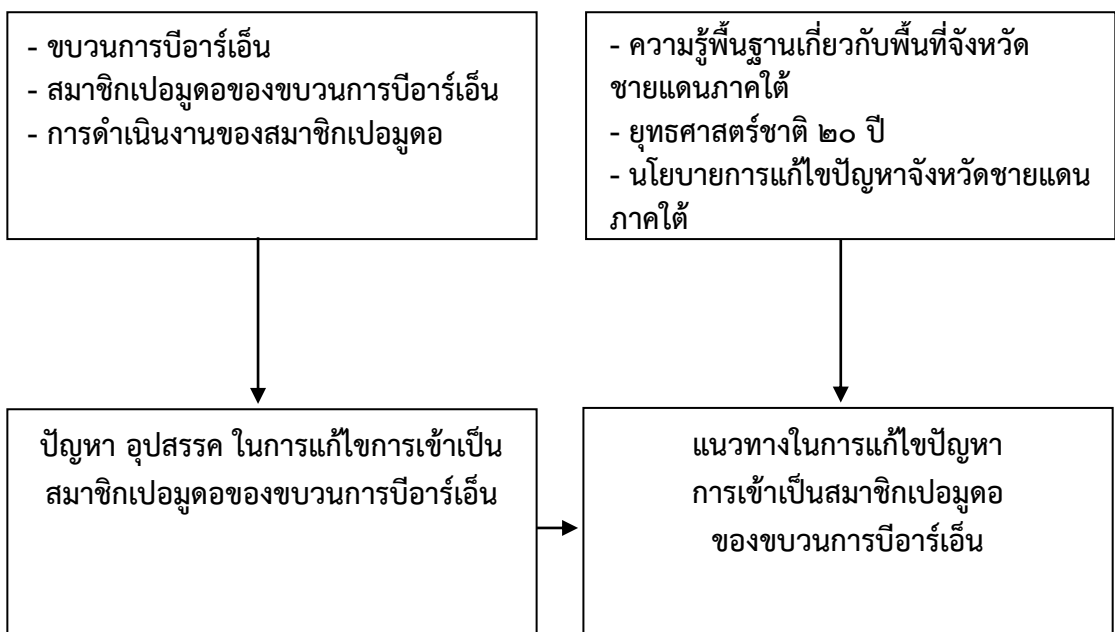 - ขบวนการบีอาร์เอ็น
- สมาชิกเปอมูดอของขบวนการบีอาร์เอ็น
- การดำเนินงานของสมาชิกเปอมูดอ
- ความรู้พื้นฐานเกี่ยวกับพื้นที่จังหวัด
ชายแดนภาคใต้
- ยุทธศาสตร์ชาติ ๒๐ ปี
- นโยบายการแก้ไขปัญหาจังหวัดชายแดน
ภาคใต้
ปัญหา อุปสรรค ในการแก้ไขการเข้าเป็น
สมาชิกเปอมูดอของขบวนการบีอาร์เอ็น
แนวทางในการแก้ไขปัญหา
การเข้าเป็นสมาชิกเปอมูดอ
ของขบวนการบีอาร์เอ็น